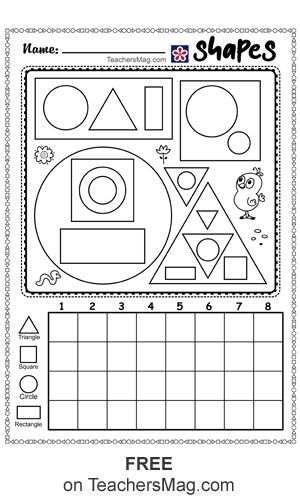 Name:
TeachersMag.com
Shapes
1 2 3 4 5 6 7 8
Triangle
Square
Circle
Rectangle
FREE
on TeachersMag.com